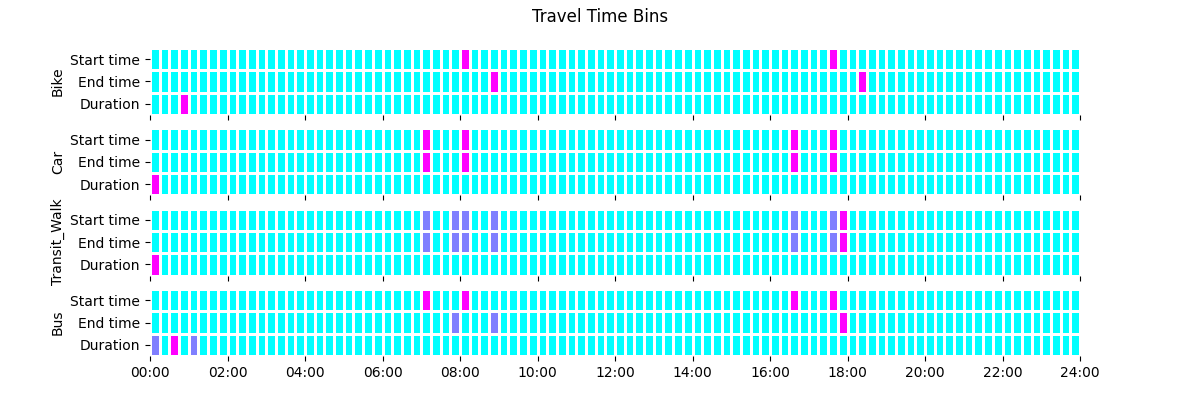 Travel Time Bins
Bike
Start time
End time
Duration
Car
Start time
End time
Duration
Transit_Walk
Start time
End time
Duration
Bus
Start time
End time
Duration
00:00 02:00 04:00 06:00 08:00 10:00 12:00 14:00 16:00 18:00 20:00 22:00 24:00